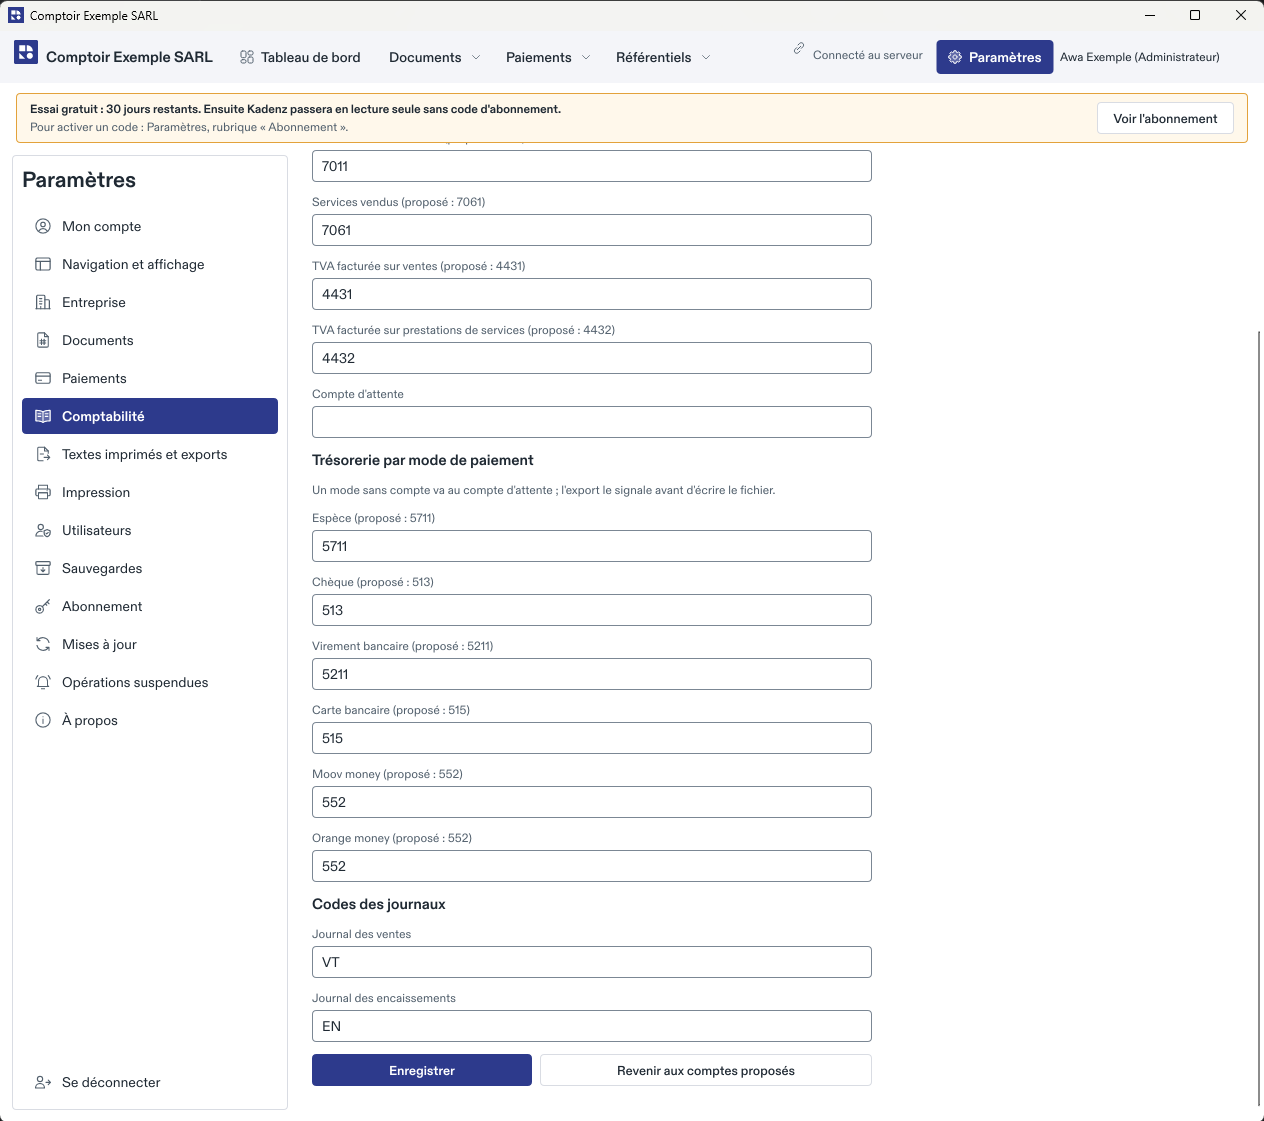 Comptoir Exemple SARL
Comptoir Exemple SARL
Tableau de bord
Documents
Paiements
Référentiels
Connecté au serveur
Paramètres
Awa Exemple (Administrateur)
Essai gratuit : 30 jours restants. Ensuite Kadenz passera en lecture seule sans code d'abonnement.
Pour activer un code : Paramètres, rubrique « Abonnement ».
Voir l'abonnement
Paramètres
Mon compte
Navigation et affichage
Entreprise
Documents
Paiements
Comptabilité
Textes imprimés et exports
Impression
Utilisateurs
Sauvegardes
Abonnement
Mises à jour
Opérations suspendues
À propos
Se déconnecter
7011
Services vendus (proposé : 7061)
7061
TVA facturée sur ventes (proposé : 4431)
4431
TVA facturée sur prestations de services (proposé : 4432)
4432
Compte d'attente
Trésorerie par mode de paiement
Un mode sans compte va au compte d'attente ; l'export le signale avant d'écrire le fichier.
Espèce (proposé : 5711)
5711
Chèque (proposé : 513)
513
Virement bancaire (proposé : 5211)
5211
Carte bancaire (proposé : 515)
515
Moov money (proposé : 552)
552
Orange money (proposé : 552)
552
Codes des journaux
Journal des ventes
VT
Journal des encaissements
EN
Enregistrer
Revenir aux comptes proposés